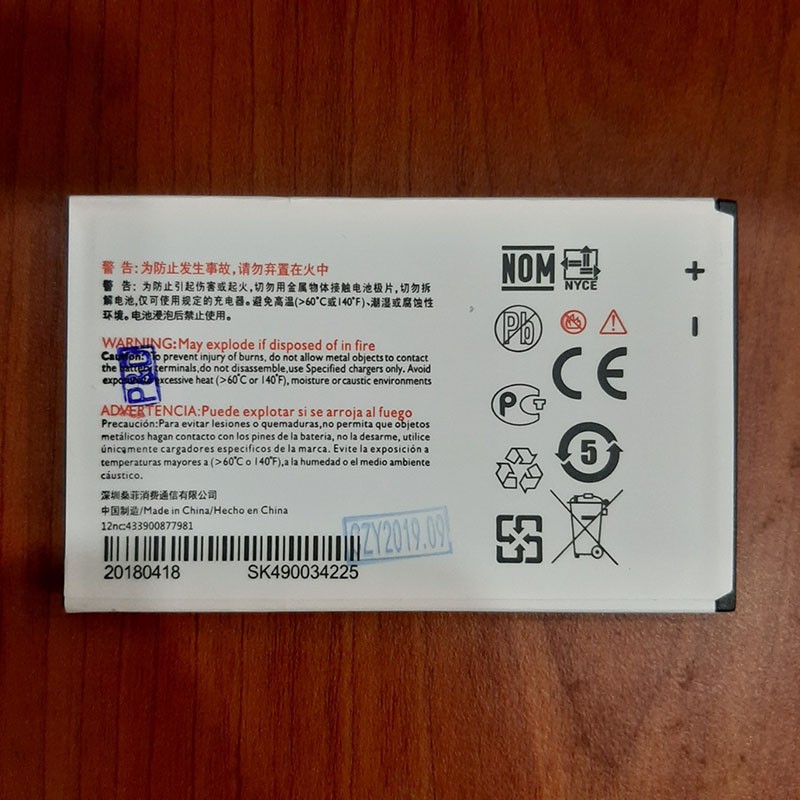 警 告:为防止发生事故,请勿弃置在火中
警 告:为防止引起伤害或起火,切勿用金属物体接触电池极片,切勿拆
解电池,仅可使用规定的充电器。避免高温(>60℃或140℉)、潮湿或腐蚀性
环境。电池浸泡后禁止使用。
WARNING:May explode if disposed of in fire
Caution: To prevent injury of burns, do not allow metal objects to contact
the battery terminals,do not disassemble,use Specified chargers only. Avoid
excessive heat (>60℃ or 140℉), moisture or caustic environments
ADVERTENCIA:Puede explotar si se arroja al fuego
Precaución:Para evitar lesiones o quemaduras,no permita que objetos
metálicos hagan contacto con los pines de la bateria, no la desarme, utilice
únicamente cargadores especificos de la marca. Evite la exposición a
temperaturas mayores a (>60℃ o 140℉),a la humedad o el medio ambiente
cáustico.
深圳桑菲消费通信有限公司
中国制造/Made in China/Hecho en China
12nc:433900877981
20180418 SK490034225
GZY2019.09
NOM
NYCE
+
–
Pb
CE
РСТ
5